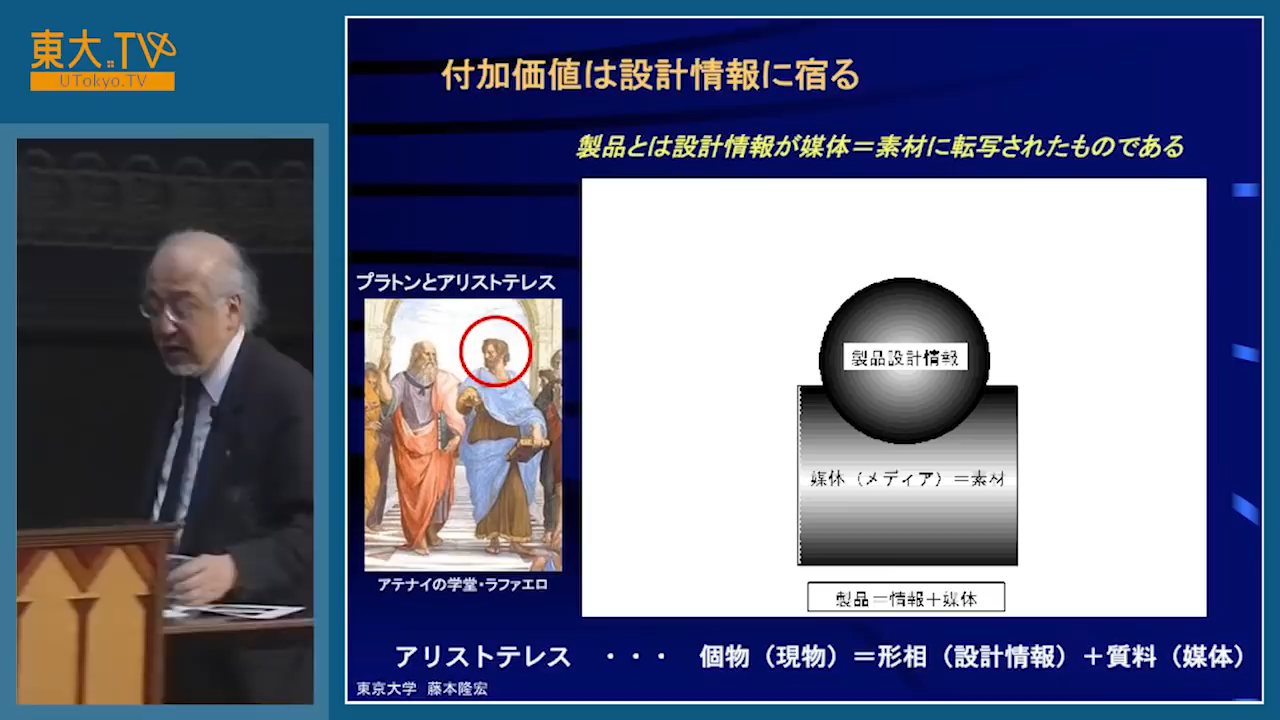 東大.TV
UTokyo.TV
付加価値は設計情報に宿る
製品とは設計情報が媒体＝素材に転写されたものである
プラトンとアリストテレス
製品設計情報
媒体（メディア）＝素材
アテナイの学堂・ラファエロ
製品＝情報＋媒体
アリストテレス ・・・ 個物（現物）＝形相（設計情報）＋質料（媒体）
東京大学 藤本隆宏